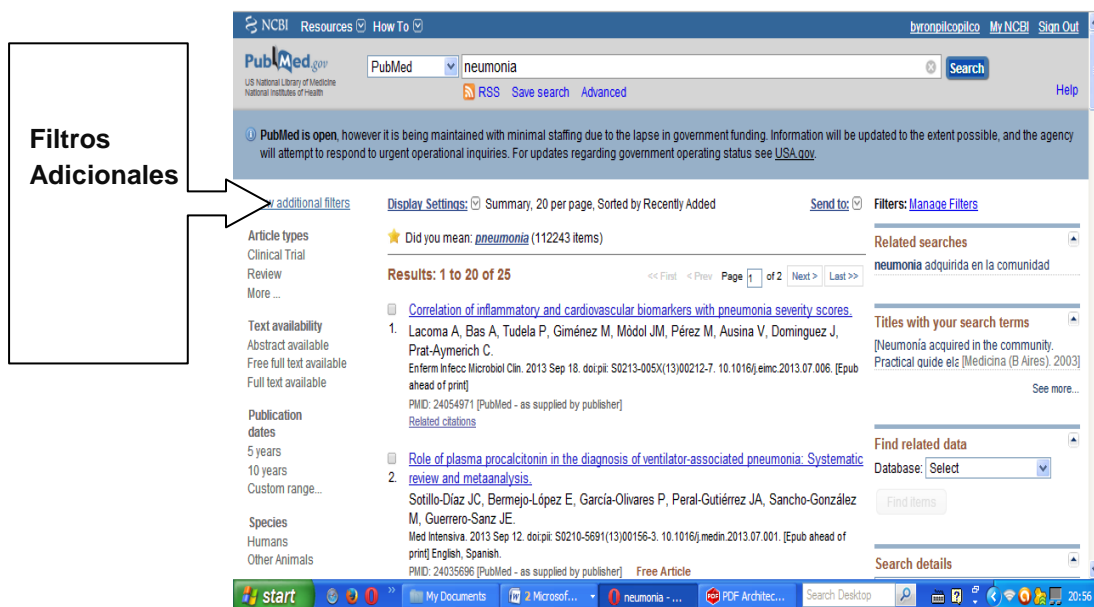 Filtros
Adicionales
NCBI Resources How To
byronpilcopilco My NCBI Sign Out
PubMed.gov
US National Library of Medicine
National Institutes of Health
PubMed
neumonia
Search
RSS Save search Advanced
Help
PubMed is open, however it is being maintained with minimal staffing due to the lapse in government funding. Information will be updated to the extent possible, and the agency
will attempt to respond to urgent operational inquiries. For updates regarding government operating status see USA.gov.
additional filters
Article types
Clinical Trial
Review
More ...
Text availability
Abstract available
Free full text available
Full text available
Publication
dates
5 years
10 years
Custom range...
Species
Humans
Other Animals
Display Settings: Summary, 20 per page, Sorted by Recently Added
Send to:
Did you mean: pneumonia (112243 items)
Results: 1 to 20 of 25
<< First < Prev Page 1 of 2 Next > Last >>
Correlation of inflammatory and cardiovascular biomarkers with pneumonia severity scores.
1. Lacoma A, Bas A, Tudela P, Giménez M, Mòdol JM, Pérez M, Ausina V, Dominguez J,
Prat-Aymerich C.
Enferm Infecc Microbiol Clin. 2013 Sep 18. doi:pii: S0213-005X(13)00212-7. 10.1016/j.eimc.2013.07.006. [Epub
ahead of print]
PMID: 24054971 [PubMed - as supplied by publisher]
Related citations
Role of plasma procalcitonin in the diagnosis of ventilator-associated pneumonia: Systematic
2. review and metaanalysis.
Sotillo-Díaz JC, Bermejo-López E, García-Olivares P, Peral-Gutiérrez JA, Sancho-González
M, Guerrero-Sanz JE.
Med Intensiva. 2013 Sep 12. doi:pii: S0210-5691(13)00156-3. 10.1016/j.medin.2013.07.001. [Epub ahead of
print] English, Spanish.
PMID: 24035696 [PubMed - as supplied by publisher] Free Article
Filters: Manage Filters
Related searches
neumonia adquirida en la comunidad
Titles with your search terms
[Neumonía acquired in the community.
Practical guide ela [Medicina (B Aires). 2003]
See more...
Find related data
Database: Select
Find items
Search details
start
My Documents
2 Microsof...
neumonia - ...
PDF Architec...
Search Desktop
20:56